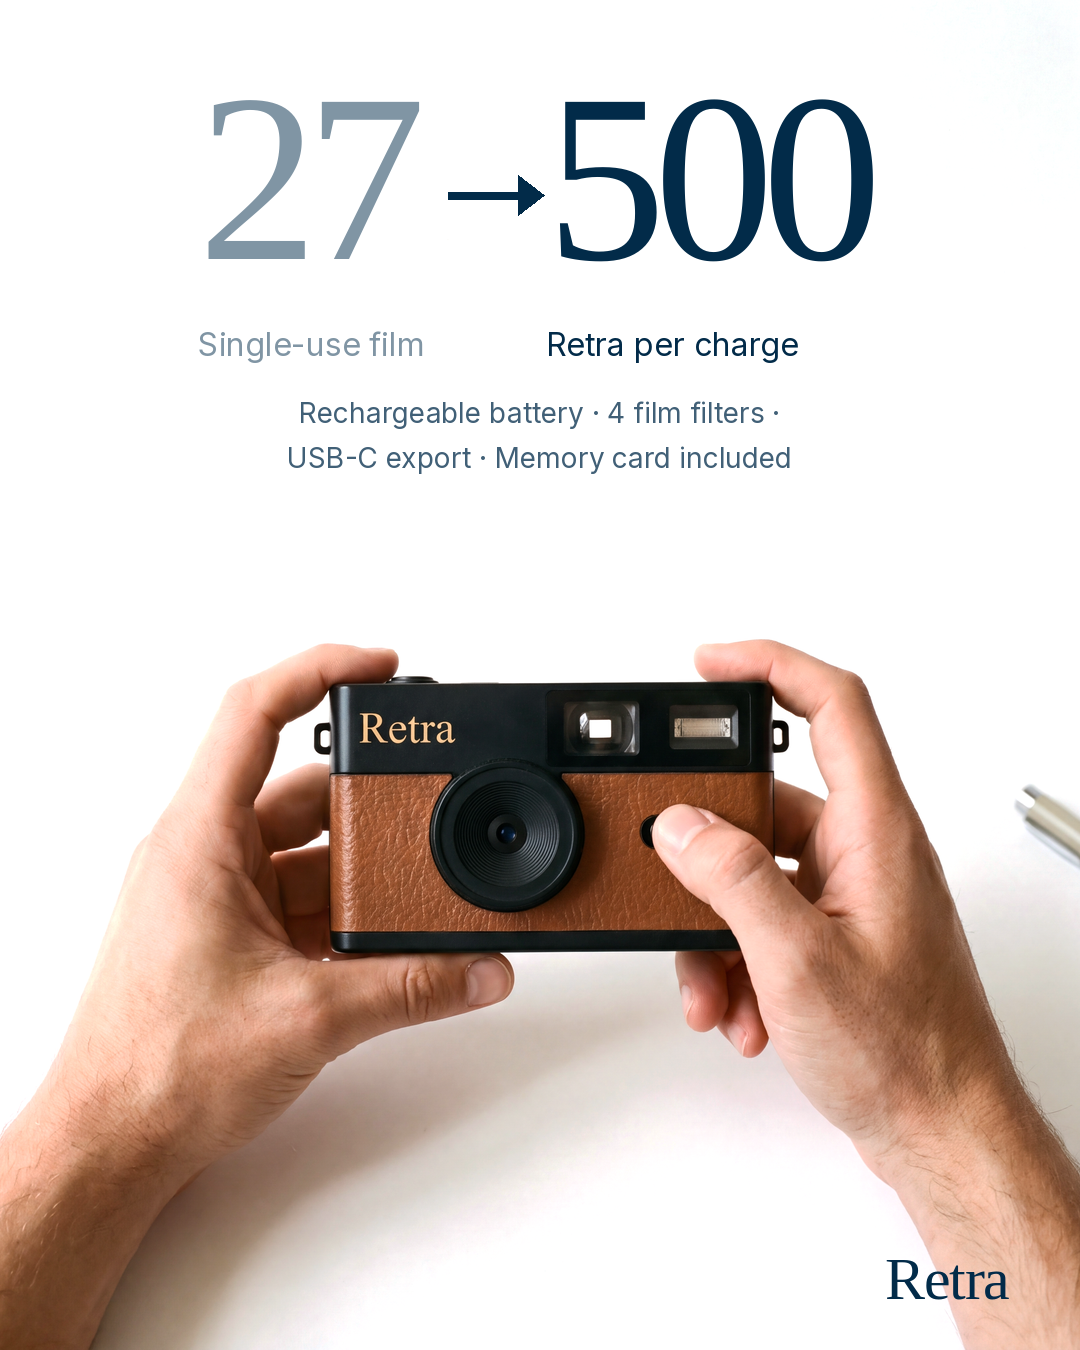 27 → 500
Single-use film
Retra per charge
Rechargeable battery · 4 film filters ·
USB-C export · Memory card included
Retra
Retra